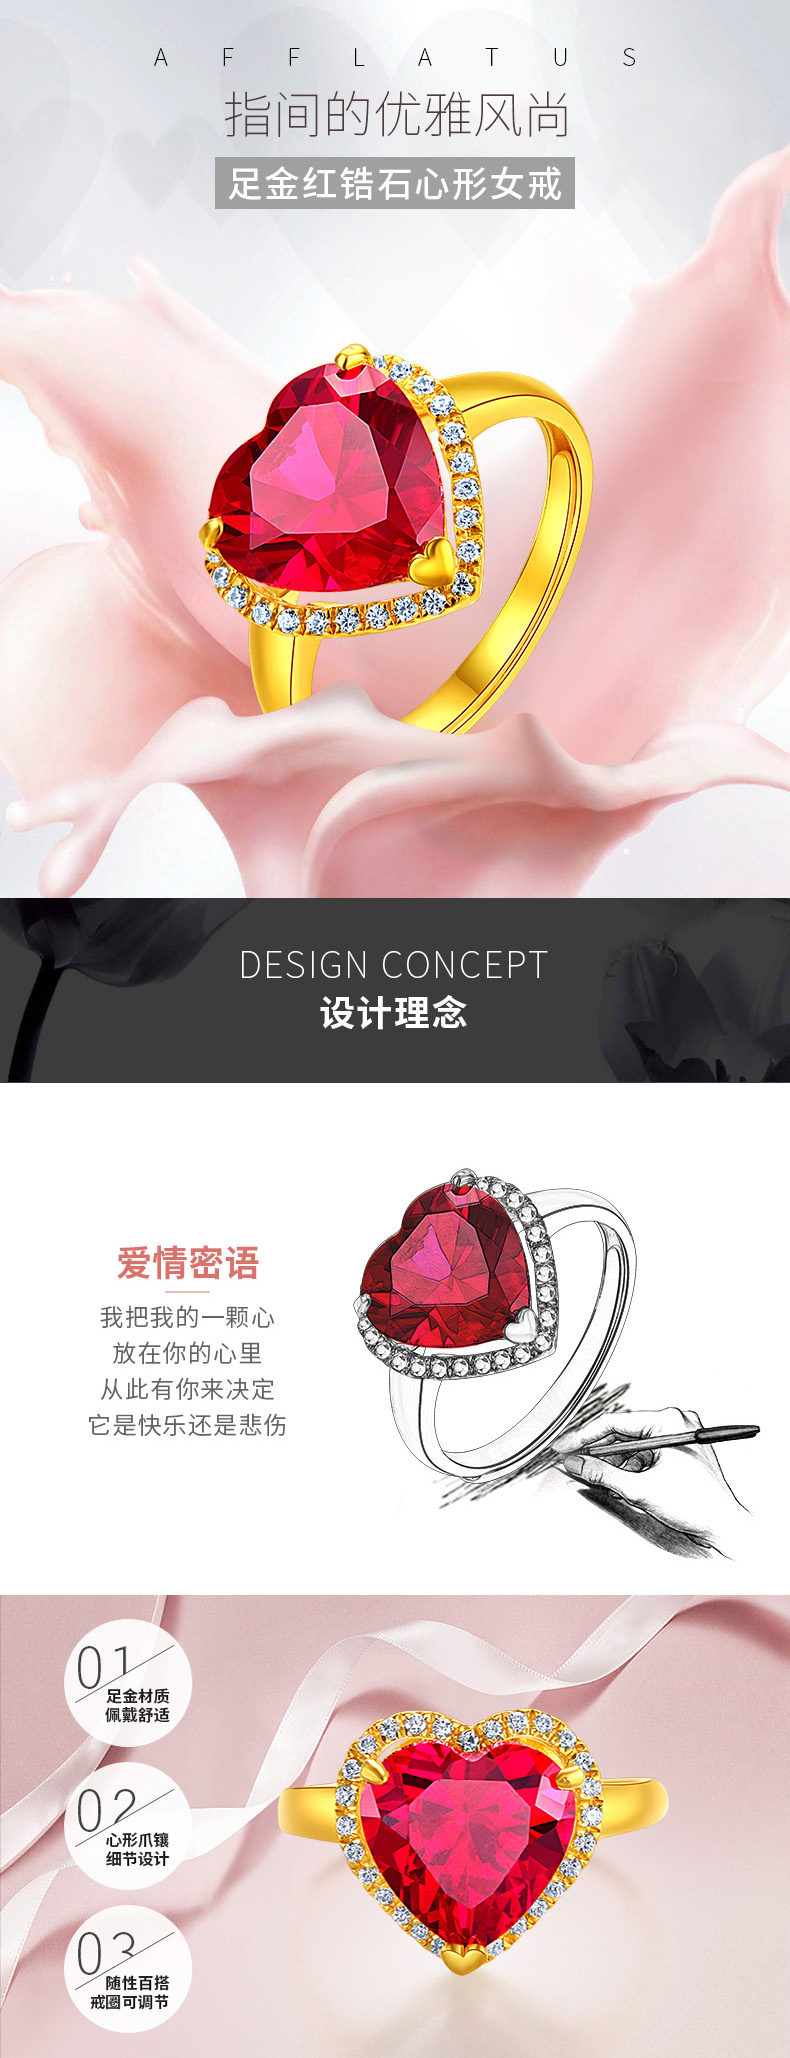 AFFLATUS
指间的优雅风尚
足金红锆石心形女戒
DESIGN CONCEPT
设计理念
爱情密语
我把我的一颗心
放在你的心里
从此有你来决定
它是快乐还是悲伤
01
足金材质
佩戴舒适
02
心形爪镶
细节设计
03
随性百搭
戒圈可调节